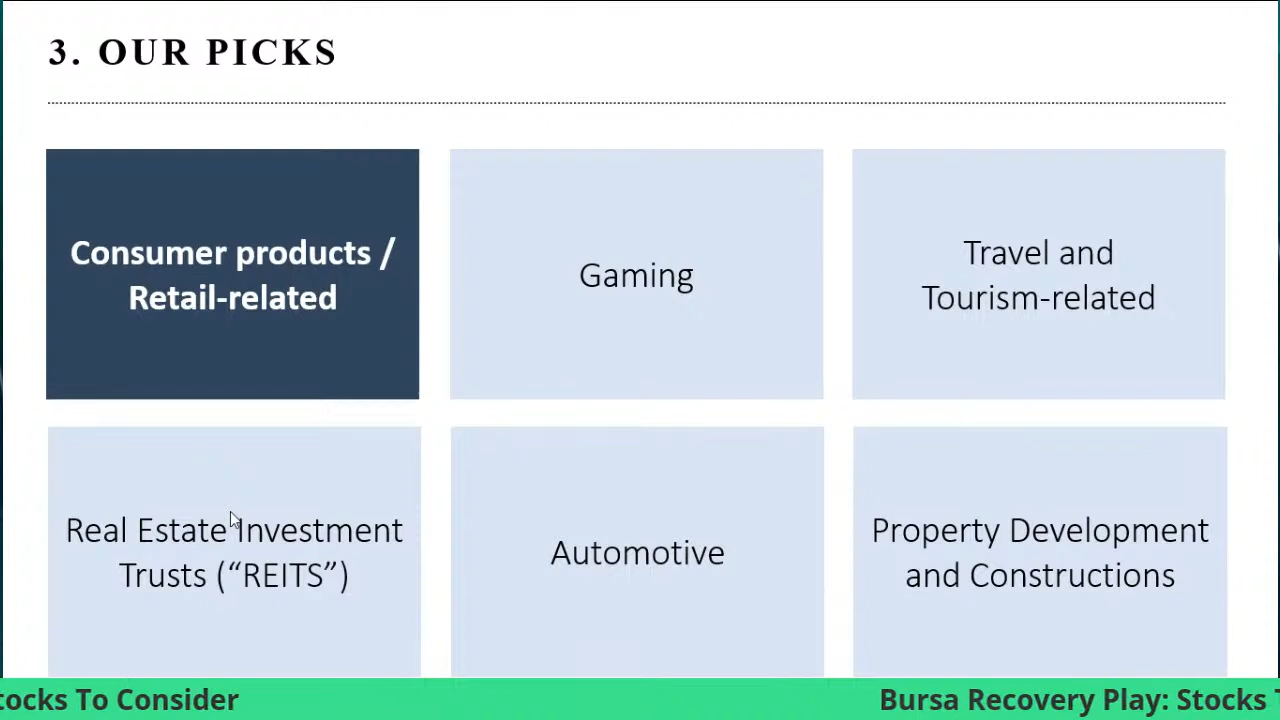 3. OUR PICKS
Consumer products /
Retail-related
Gaming
Travel and
Tourism-related
Real Estate Investment
Trusts (“REITS”)
Automotive
Property Development
and Constructions
To Consider
Bursa Recovery Play: Stocks